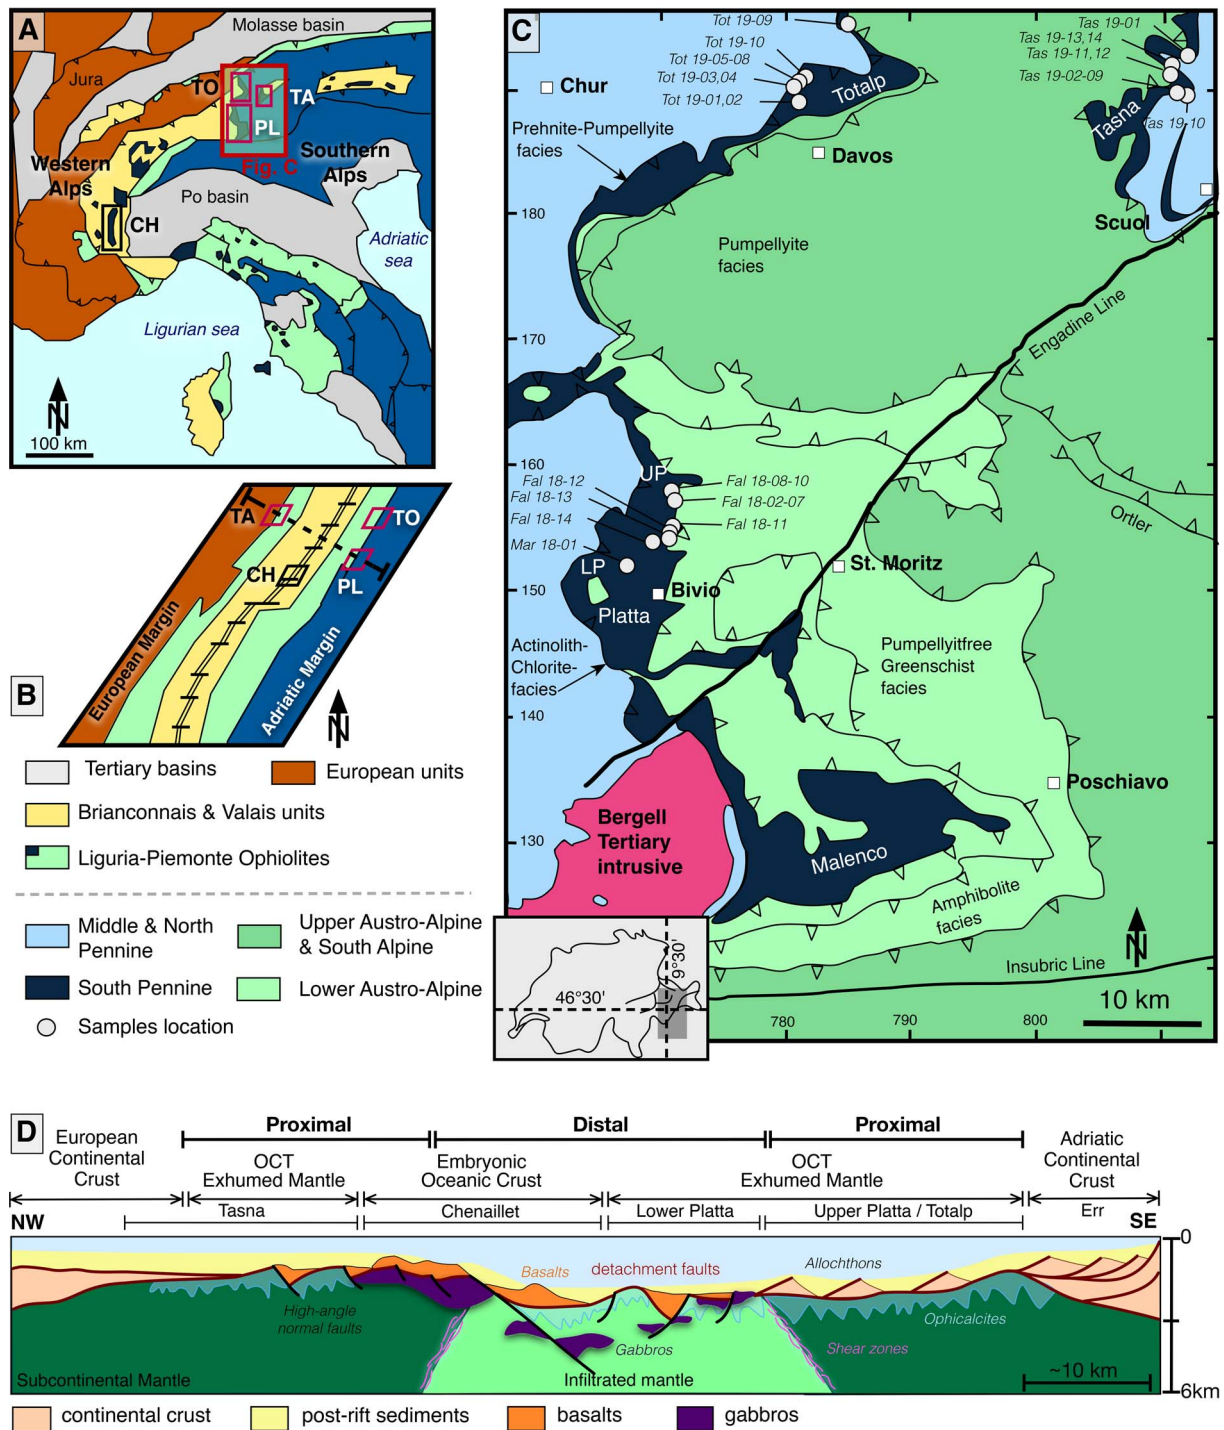 A
Molasse basin
Jura
TO
TA
PL
Fig. C
Western
Alps
Southern
Alps
Po basin
CH
Adriatic
sea
Ligurian sea
N
100 km
B
TA
TO
CH
PL
European Margin
Adriatic Margin
N
Tertiary basins
European units
Brianconnais & Valais units
Liguria-Piemonte Ophiolites
Middle & North
Pennine
Upper Austro-Alpine
& South Alpine
South Pennine
Lower Austro-Alpine
Samples location
C
Tot 19-09
Tot 19-10
Tot 19-05-08
Tot 19-03,04
Tot 19-01,02
Totalp
Tas 19-01
Tas 19-13,14
Tas 19-11,12
Tas 19-02-09
Tas 19-10
Tasna
Chur
Prehnite-Pumpellyite
facies
Davos
Scuol
180
Pumpellyite
facies
Engadine Line
170
160
UP
Fal 18-12
Fal 18-13
Fal 18-14
Mar 18-01
Fal 18-08-10
Fal 18-02-07
Fal 18-11
Ortler
LP
150
Bivio
Platta
St. Moritz
Actinolith-
Chlorite-
facies
Pumpellyitfree
Greenschist
facies
140
Poschiavo
Bergell
Tertiary
intrusive
130
Malenco
Amphibolite
facies
N
Insubric Line
10 km
780
790
800
46°30'
9°30'
D
Proximal
Distal
Proximal
European
Continental
Crust
OCT
Exhumed Mantle
Embryonic
Oceanic Crust
OCT
Exhumed Mantle
Adriatic
Continental
Crust
Tasna
Chenaillet
Lower Platta
Upper Platta / Totalp
Err
NW
SE
0
Basalts
detachment faults
Allochthons
High-angle
normal faults
Gabbros
Ophicalcites
Shear zones
Subcontinental Mantle
Infiltrated mantle
~10 km
6km
continental crust
post-rift sediments
basalts
gabbros